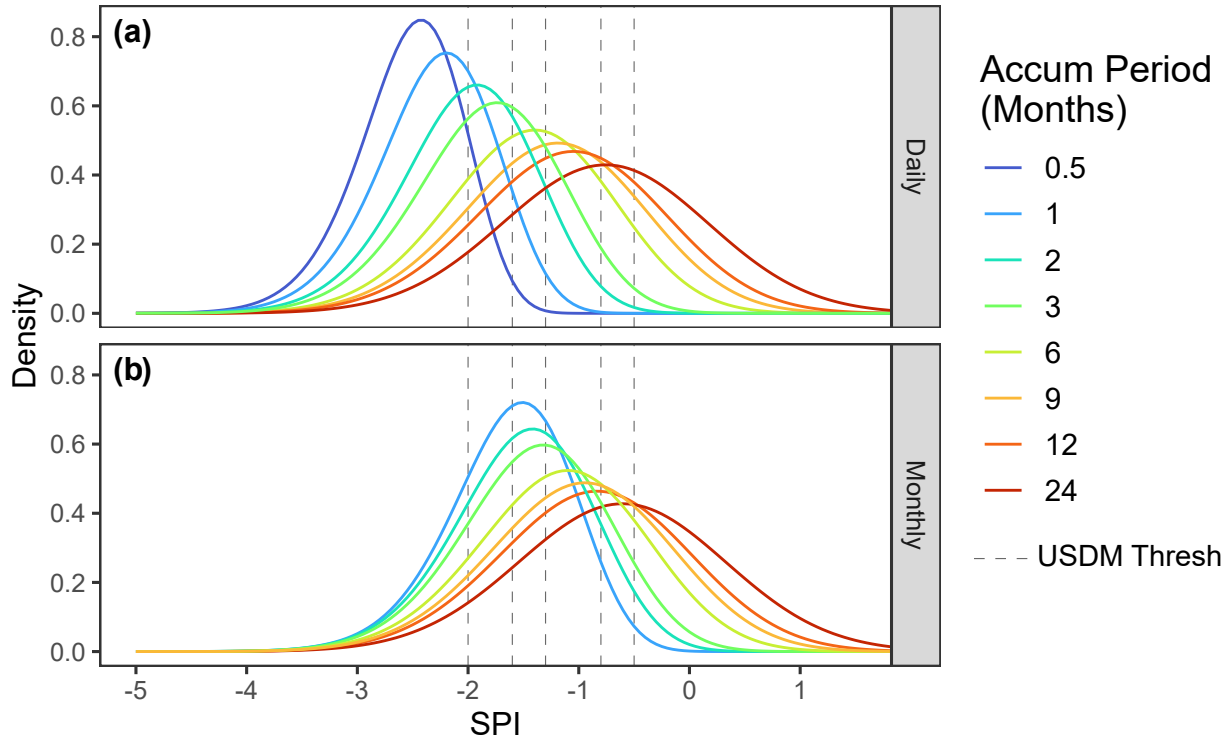 (a)
0.8
0.6
0.4
0.2
0.0
Daily
Density
(b)
0.8
0.6
0.4
0.2
0.0
Monthly
-5 -4 -3 -2 -1 0 1
SPI
Accum Period
(Months)
0.5
1
2
3
6
9
12
24
USDM Thresh